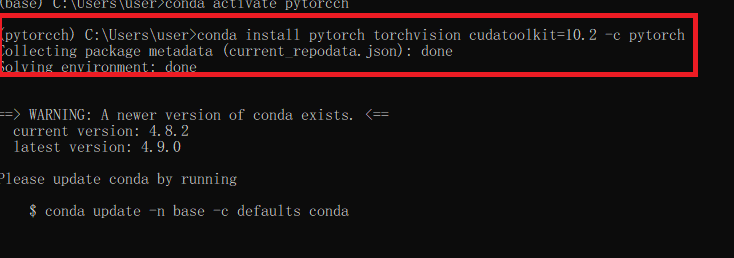 (base) C:\Users\user>conda activate pytorcch
(pytorcch) C:\Users\user>conda install pytorch torchvision cudatoolkit=10.2 -c pytorch
Collecting package metadata (current_repodata.json): done
Solving environment: done
==> WARNING: A newer version of conda exists. <==
current version: 4.8.2
latest version: 4.9.0
Please update conda by running
$ conda update -n base -c defaults conda